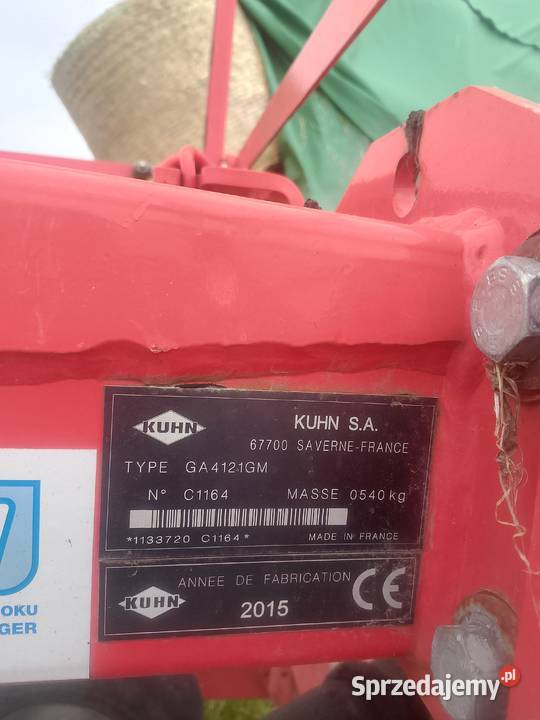 KUHN
KUHN S.A.
67700 SAVERNE-FRANCE
TYPE GA4121GM
N° C1164 MASSE 0540 kg
*1133720 C1164*
MADE IN FRANCE
KUHN
ANNEE DE FABRICATION
2015
CE
OKU
GER
Sprzedajemy.pl